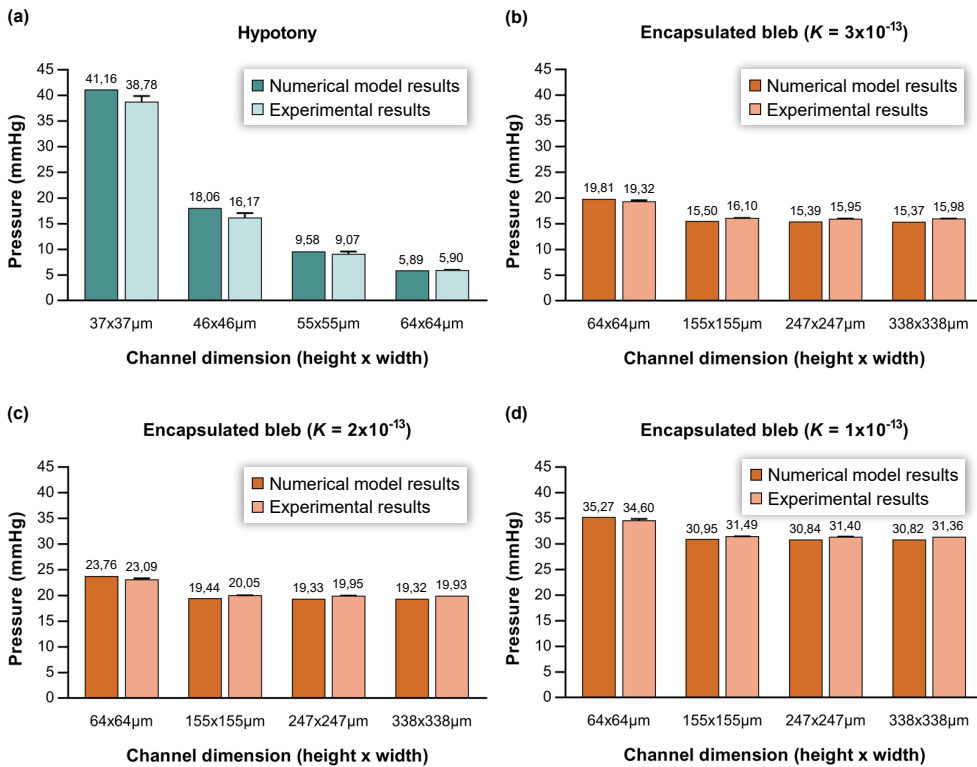 (a)
Hypotony
Pressure (mmHg)
45
40
35
30
25
20
15
10
5
0
41,16 38,78
18,06 16,17
9,58 9,07
5,89 5,90
Numerical model results
Experimental results
37x37µm 46x46µm 55x55µm 64x64µm
Channel dimension (height x width)
(b)
Encapsulated bleb (K = 3x10⁻¹³)
Pressure (mmHg)
45
40
35
30
25
20
15
10
5
0
Numerical model results
Experimental results
19,81 19,32
15,50 16,10
15,39 15,95
15,37 15,98
64x64µm 155x155µm 247x247µm 338x338µm
Channel dimension (height x width)
(c)
Encapsulated bleb (K = 2x10⁻¹³)
Pressure (mmHg)
45
40
35
30
25
20
15
10
5
0
Numerical model results
Experimental results
23,76 23,09
19,44 20,05
19,33 19,95
19,32 19,93
64x64µm 155x155µm 247x247µm 338x338µm
Channel dimension (height x width)
(d)
Encapsulated bleb (K = 1x10⁻¹³)
Pressure (mmHg)
45
40
35
30
25
20
15
10
5
0
Numerical model results
Experimental results
35,27 34,60
30,95 31,49
30,84 31,40
30,82 31,36
64x64µm 155x155µm 247x247µm 338x338µm
Channel dimension (height x width)